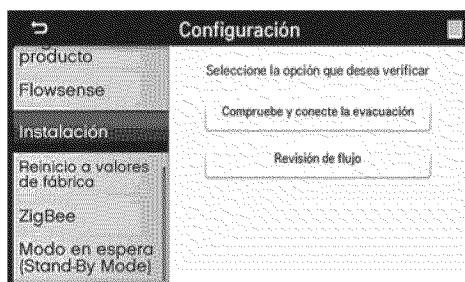 Configuración
producto
Flowsense
Instalación
Reinicio a valores
de fábrica
ZigBee
Modo en espera
(Stand-By Mode)
Seleccione la opción que desea verificar
Compruebe y conecte la evacuación
Revisión de flujo